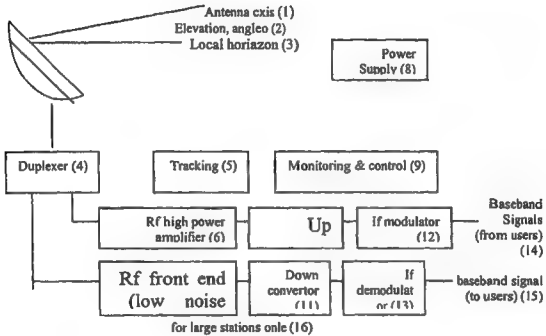 Antenna cxis (1)
Elevation, angleo (2)
Local horiazon (3)
Power
Supply (8)
Duplexer (4)
Tracking (5)
Monitoring & control (9)
Rf high power
amplifier (6)
Up
If modulator
(12)
Baseband
Signals
(from users)
(14)
Rf front end
(low noise
Down
convertor
(11)
If
demodulat
or (13)
baseband signal
(to users) (15)
for large stations onle (16)